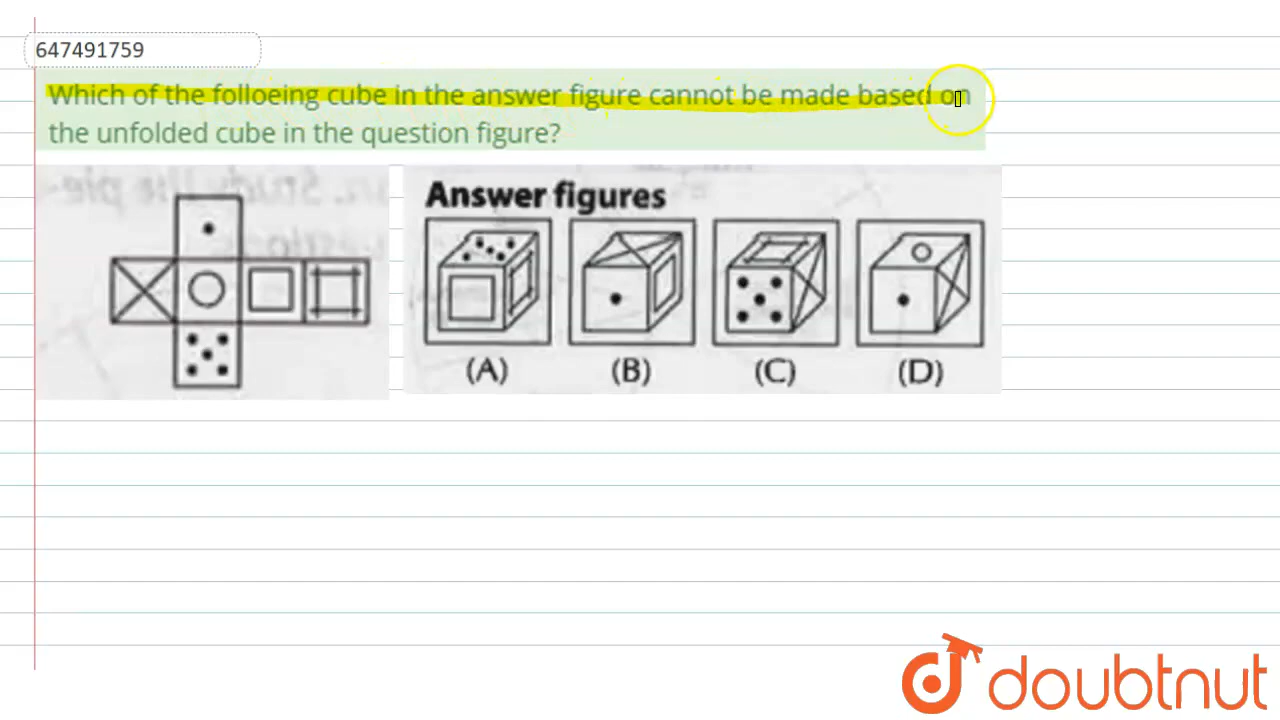 647491759
Which of the folloeing cube in the answer figure cannot be made based on
the unfolded cube in the question figure?
Answer figures
(A) (B) (C) (D)
doubtnut